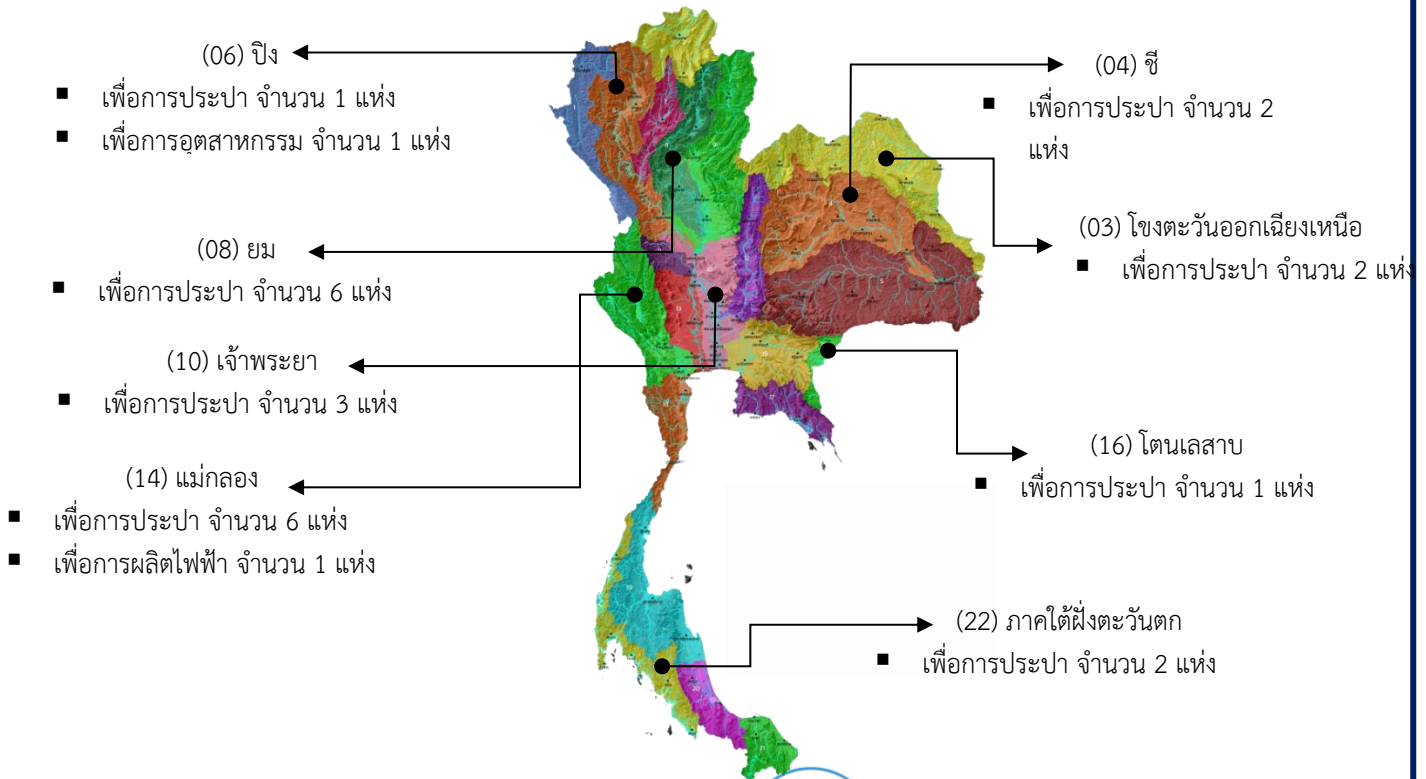 (06) ปิง
▪ เพื่อการประปา จำนวน 1 แห่ง
▪ เพื่อการอุตสาหกรรม จำนวน 1 แห่ง
(08) ยม
▪ เพื่อการประปา จำนวน 6 แห่ง
(10) เจ้าพระยา
▪ เพื่อการประปา จำนวน 3 แห่ง
(14) แม่กลอง
▪ เพื่อการประปา จำนวน 6 แห่ง
▪ เพื่อการผลิตไฟฟ้า จำนวน 1 แห่ง
(04) ชี
▪ เพื่อการประปา จำนวน 2
แห่ง
(03) โขงตะวันออกเฉียงเหนือ
▪ เพื่อการประปา จำนวน 2 แห่ง
(16) โตนเลสาบ
▪ เพื่อการประปา จำนวน 1 แห่ง
(22) ภาคใต้ฝั่งตะวันตก
▪ เพื่อการประปา จำนวน 2 แห่ง